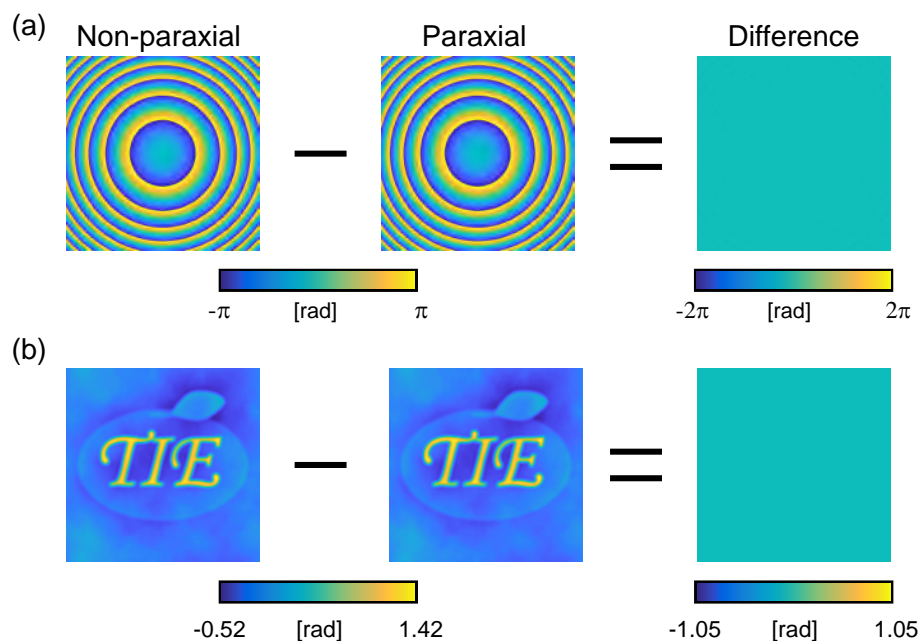 (a)
Non-paraxial Paraxial Difference
-π [rad] π -2π [rad] 2π
(b)
TIE TIE
-0.52 [rad] 1.42 -1.05 [rad] 1.05